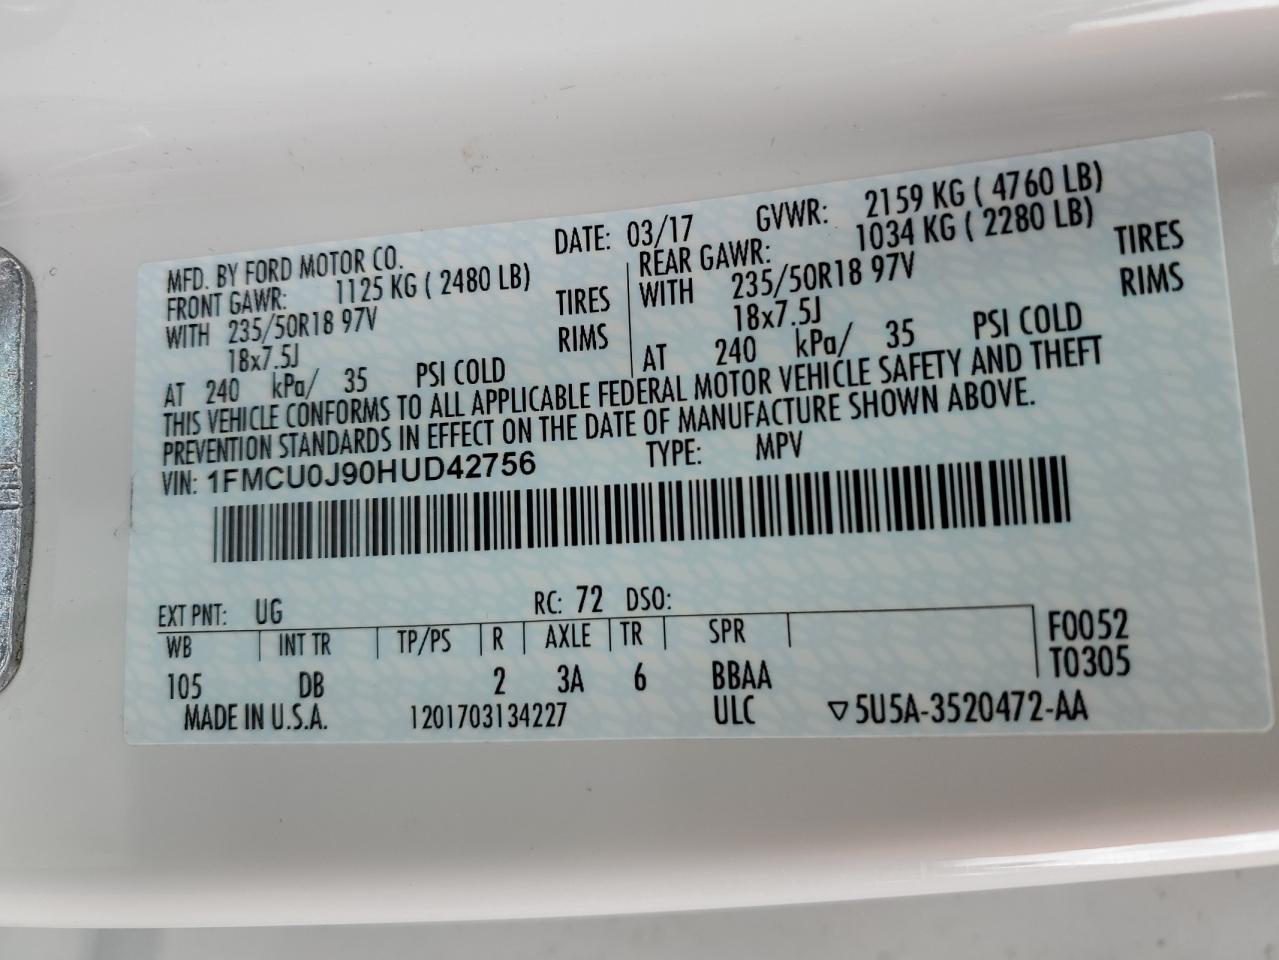 MFD. BY FORD MOTOR CO. DATE: 03/17 GVWR: 2159 KG ( 4760 LB)
FRONT GAWR: 1125 KG ( 2480 LB) REAR GAWR: 1034 KG ( 2280 LB)
WITH 235/50R18 97V TIRES WITH 235/50R18 97V TIRES
18x7.5J RIMS 18x7.5J RIMS
AT 240 kPa/ 35 PSI COLD AT 240 kPa/ 35 PSI COLD
THIS VEHICLE CONFORMS TO ALL APPLICABLE FEDERAL MOTOR VEHICLE SAFETY AND THEFT
PREVENTION STANDARDS IN EFFECT ON THE DATE OF MANUFACTURE SHOWN ABOVE.
VIN: 1FMCU0J90HUD42756 TYPE: MPV
EXT PNT: UG RC: 72 DSO:
WB INT TR TP/PS R AXLE TR SPR F0052
105 DB 2 3A 6 BBAA T0305
MADE IN U.S.A. 1201703134227 ULC ▽5U5A-3520472-AA